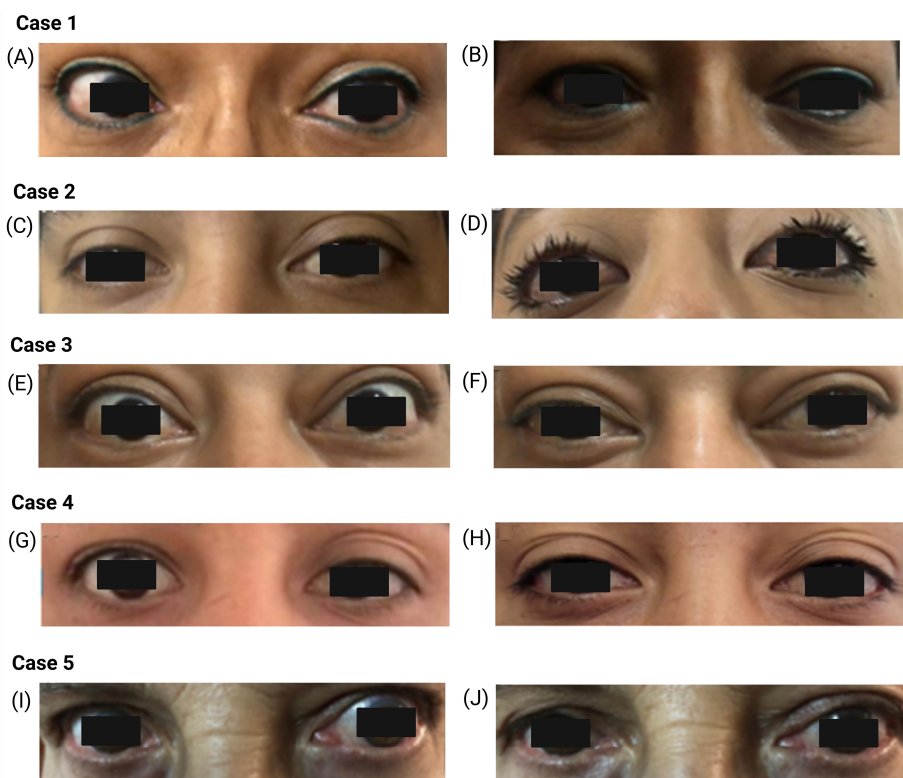 Case 1
(A)
(B)
Case 2
(C)
(D)
Case 3
(E)
(F)
Case 4
(G)
(H)
Case 5
(I)
(J)